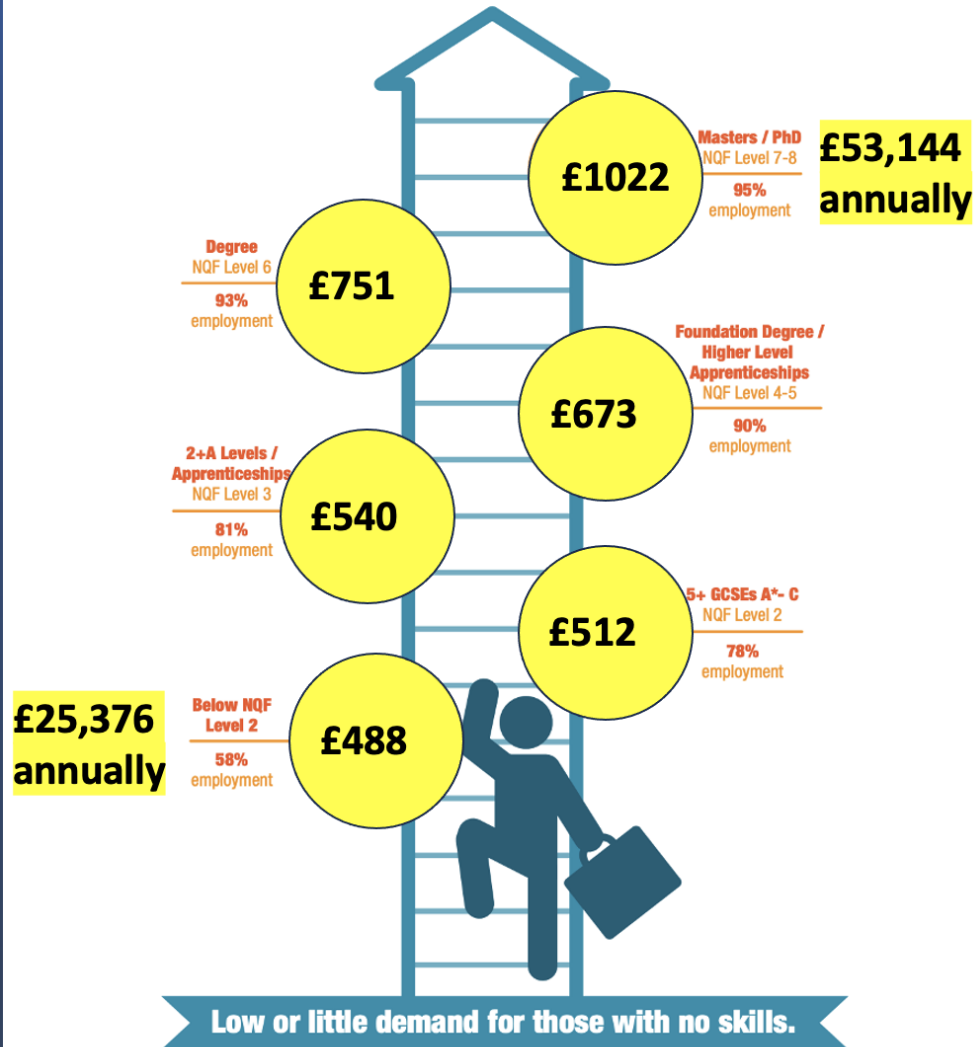 £1022
Masters / PhD
NQF Level 7-8
95%
employment
£53,144
annually
Degree
NQF Level 6
93%
employment
£751
Foundation Degree /
Higher Level
Apprenticeships
NQF Level 4-5
90%
employment
£673
2+A Levels /
Apprenticeships
NQF Level 3
81%
employment
£540
5+ GCSEs A*- C
NQF Level 2
78%
employment
£512
£25,376
annually
Below NQF
Level 2
58%
employment
£488
Low or little demand for those with no skills.